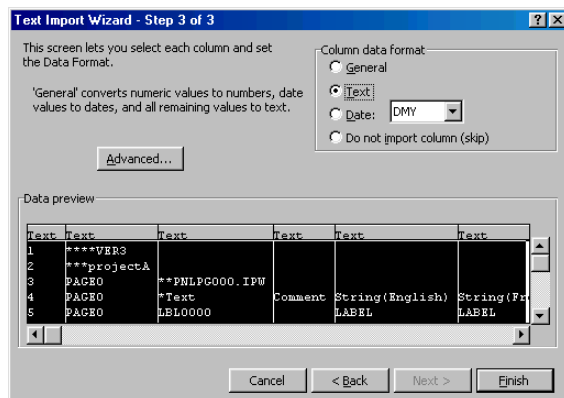 Text Import Wizard - Step 3 of 3
This screen lets you select each column and set
the Data Format.
'General' converts numeric values to numbers, date
values to dates, and all remaining values to text.
Advanced...
Column data format
General
Text
Date: DMY
Do not import column (skip)
Data preview
Text Text Text Text Text Text
1 ****VER3
2 ***projectA
3 PAGE0 **PNLPG000.IPW
4 PAGE0 *Text Comment String(English) String(Fr
5 PAGE0 LBL0000 LABEL LABEL
Cancel < Back Next > Finish